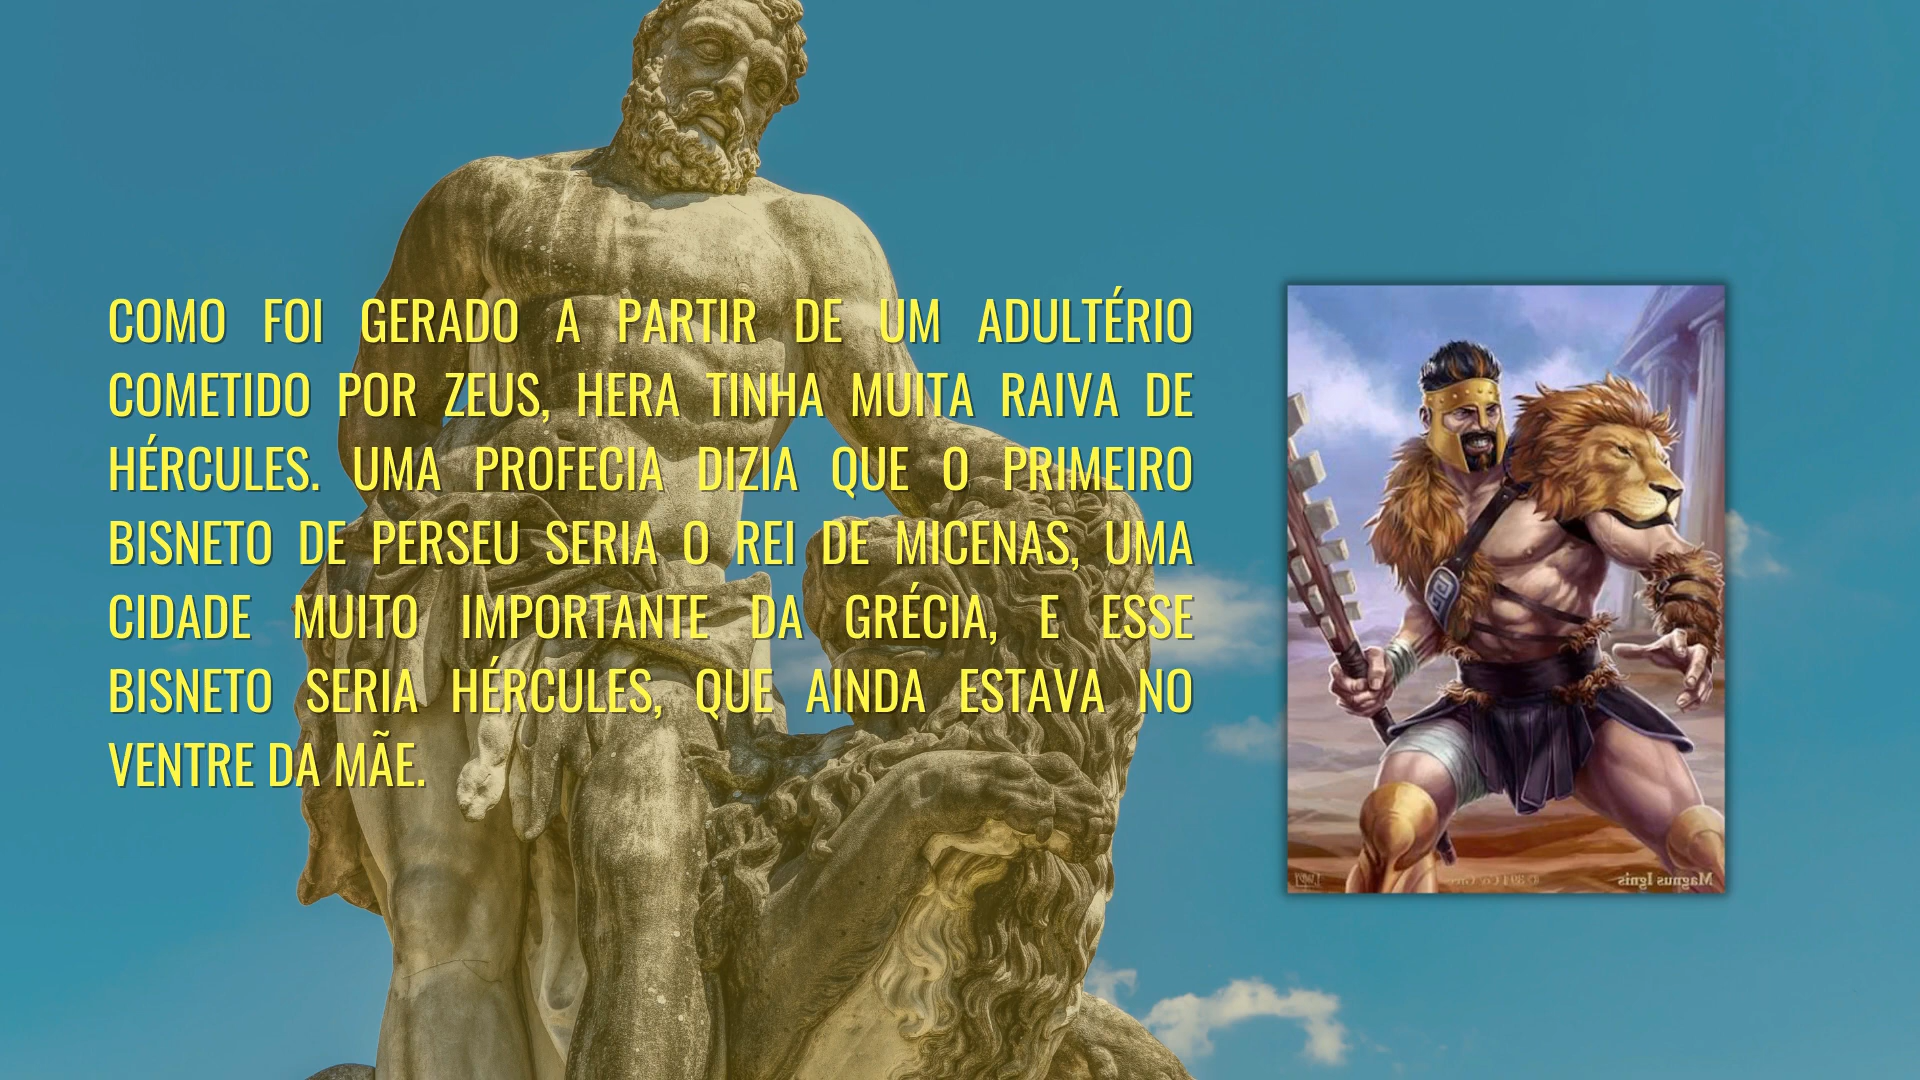 COMO FOI GERADO A PARTIR DE UM ADULTÉRIO
COMETIDO POR ZEUS, HERA TINHA MUITA RAIVA DE
HÉRCULES. UMA PROFECIA DIZIA QUE O PRIMEIRO
BISNETO DE PERSEU SERIA O REI DE MICENAS, UMA
CIDADE MUITO IMPORTANTE DA GRÉCIA, E ESSE
BISNETO SERIA HÉRCULES, QUE AINDA ESTAVA NO
VENTRE DA MÃE.
Magnus Ignis